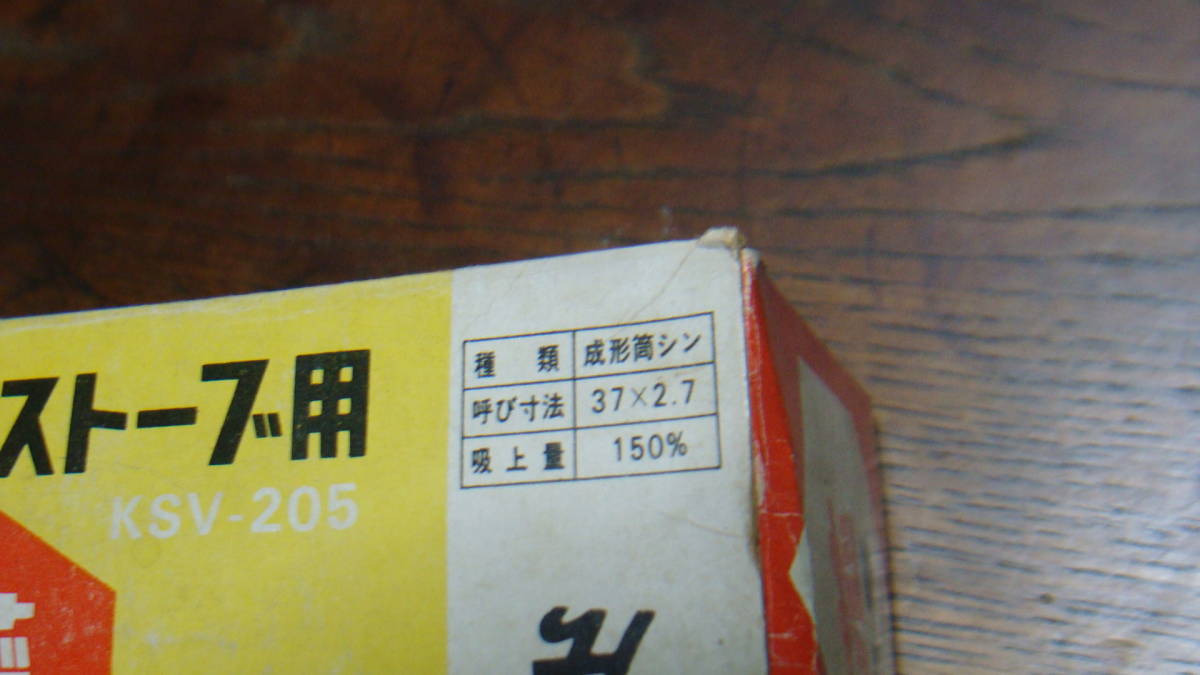 ストーブ用
KSV-205
種類 成形筒シン
呼び寸法 37×2.7
吸上量 150%